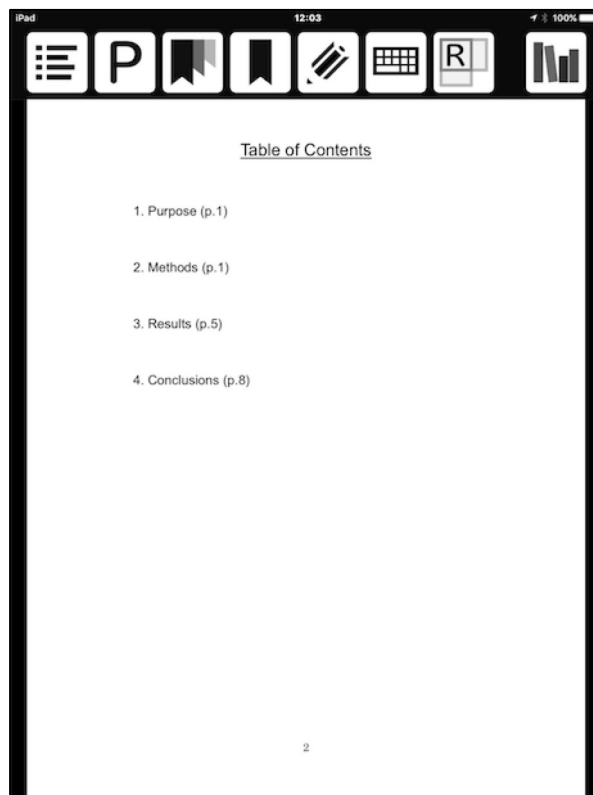 iPad 12:03 100%
P R
Table of Contents
1. Purpose (p.1)
2. Methods (p.1)
3. Results (p.5)
4. Conclusions (p.8)
2